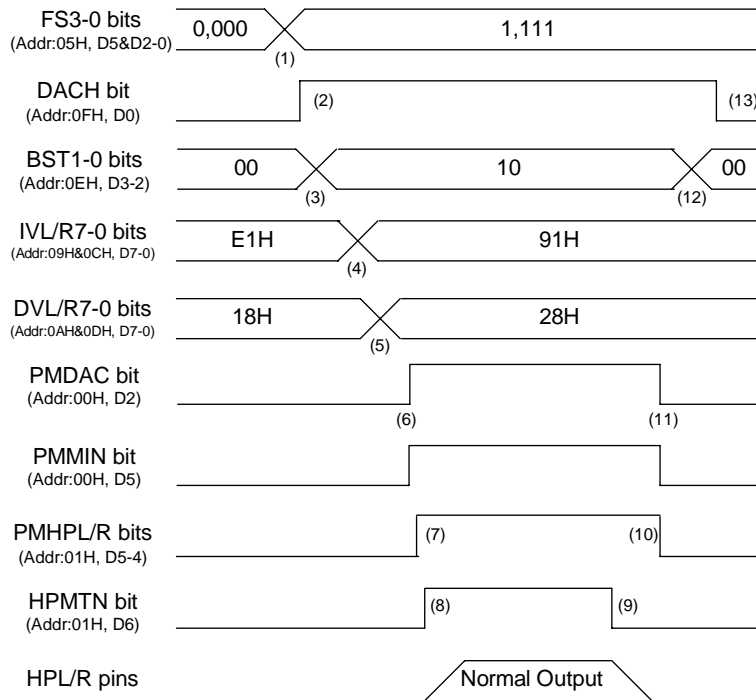 FS3-0 bits
(Addr:05H, D5&D2-0)
0,000
1,111
(1)
DACH bit
(Addr:0FH, D0)
(2)
(13)
BST1-0 bits
(Addr:0EH, D3-2)
00
10
00
(3)
(12)
IVL/R7-0 bits
(Addr:09H&0CH, D7-0)
E1H
91H
(4)
DVL/R7-0 bits
(Addr:0AH&0DH, D7-0)
18H
28H
(5)
PMDAC bit
(Addr:00H, D2)
(6)
(11)
PMMIN bit
(Addr:00H, D5)
PMHPL/R bits
(Addr:01H, D5-4)
(7)
(10)
HPMTN bit
(Addr:01H, D6)
(8)
(9)
HPL/R pins
Normal Output